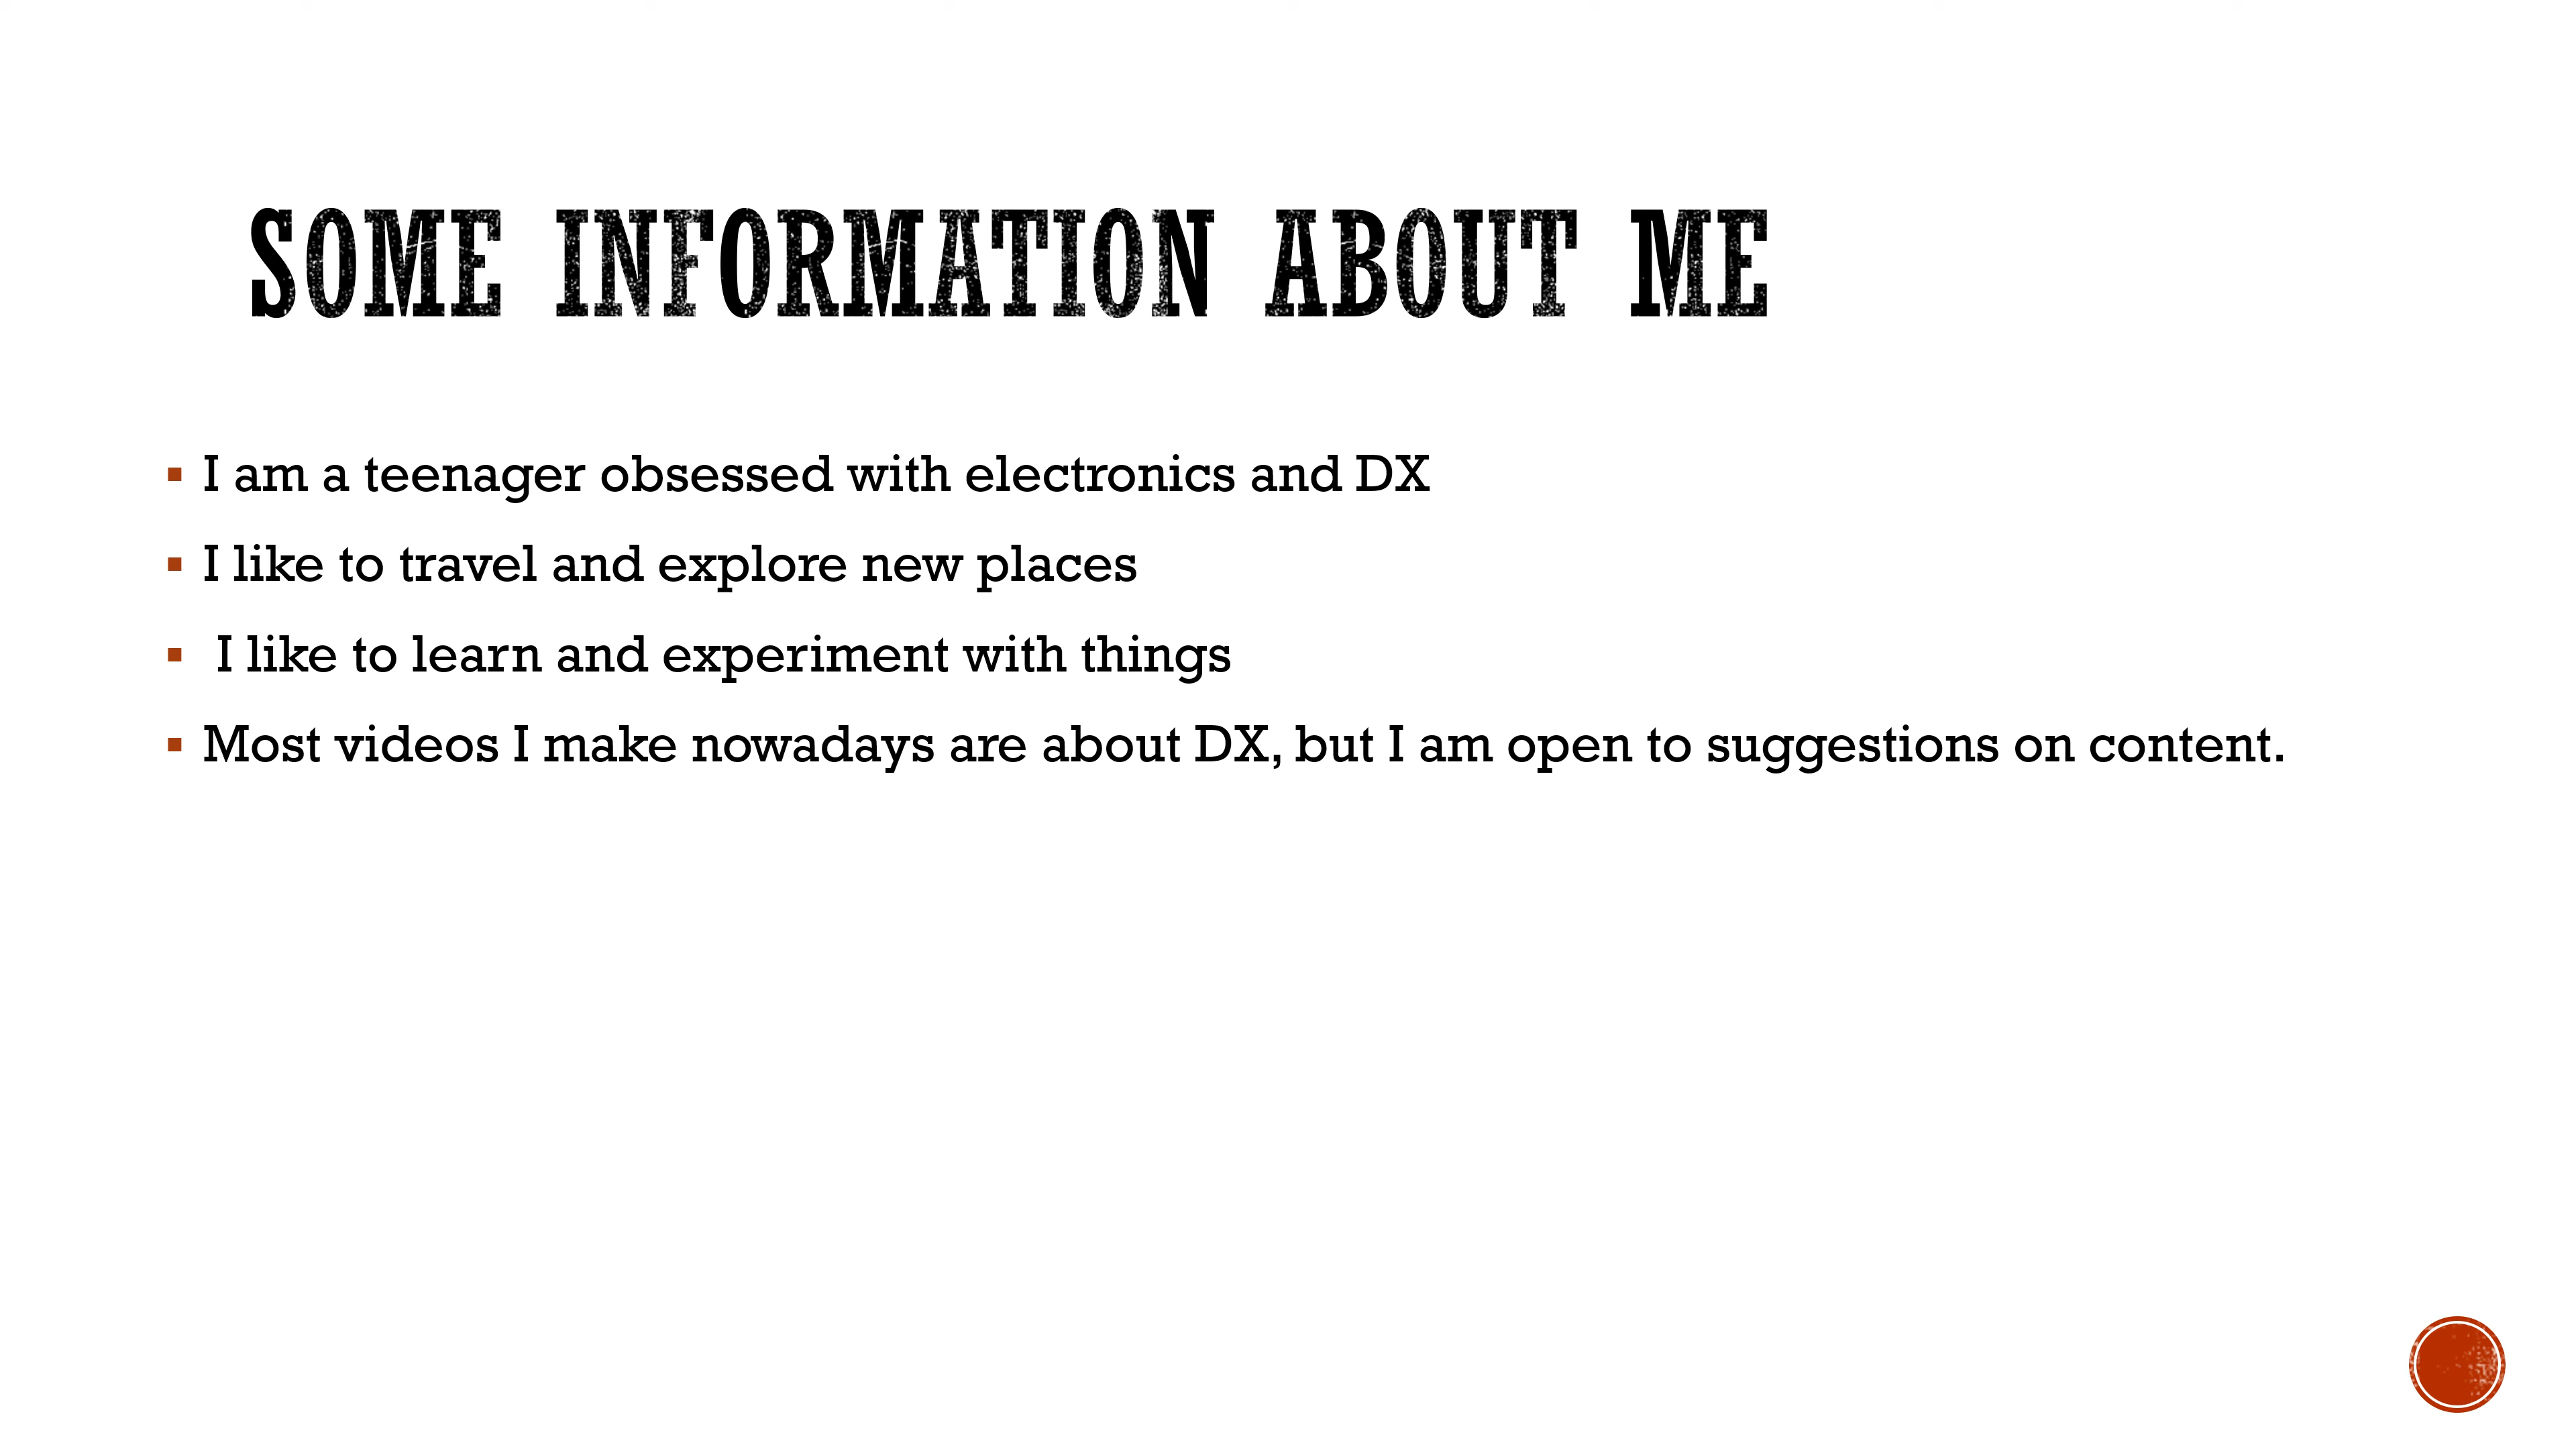 SOME INFORMATION ABOUT ME
▪ I am a teenager obsessed with electronics and DX
▪ I like to travel and explore new places
▪ I like to learn and experiment with things
▪ Most videos I make nowadays are about DX, but I am open to suggestions on content.